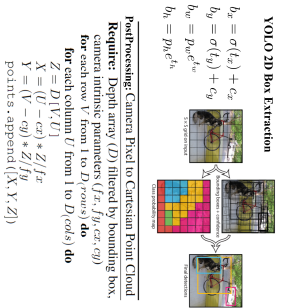 YOLO 2D Box Extraction
b_x = σ(t_x) + c_x
b_y = σ(t_y) + c_y
b_w = p_w e^{t_w}
b_h = p_h e^{t_h}
S × S grid on input
Bounding boxes + confidence
Class probability map
Final detections
PostProcessing: Camera Pixel to Cartesian Point Cloud
Require: Depth array (D) filtered by bounding box,
camera intrinsic parameters (fx, fy, cx, cy)
for each row V from 1 to D(rows) do
for each column U from 1 to D(cols) do
Z = D[V, U]
X = (U − cx) * Z/fx
Y = (V − cy) * Z/fy
points.append([X, Y, Z])